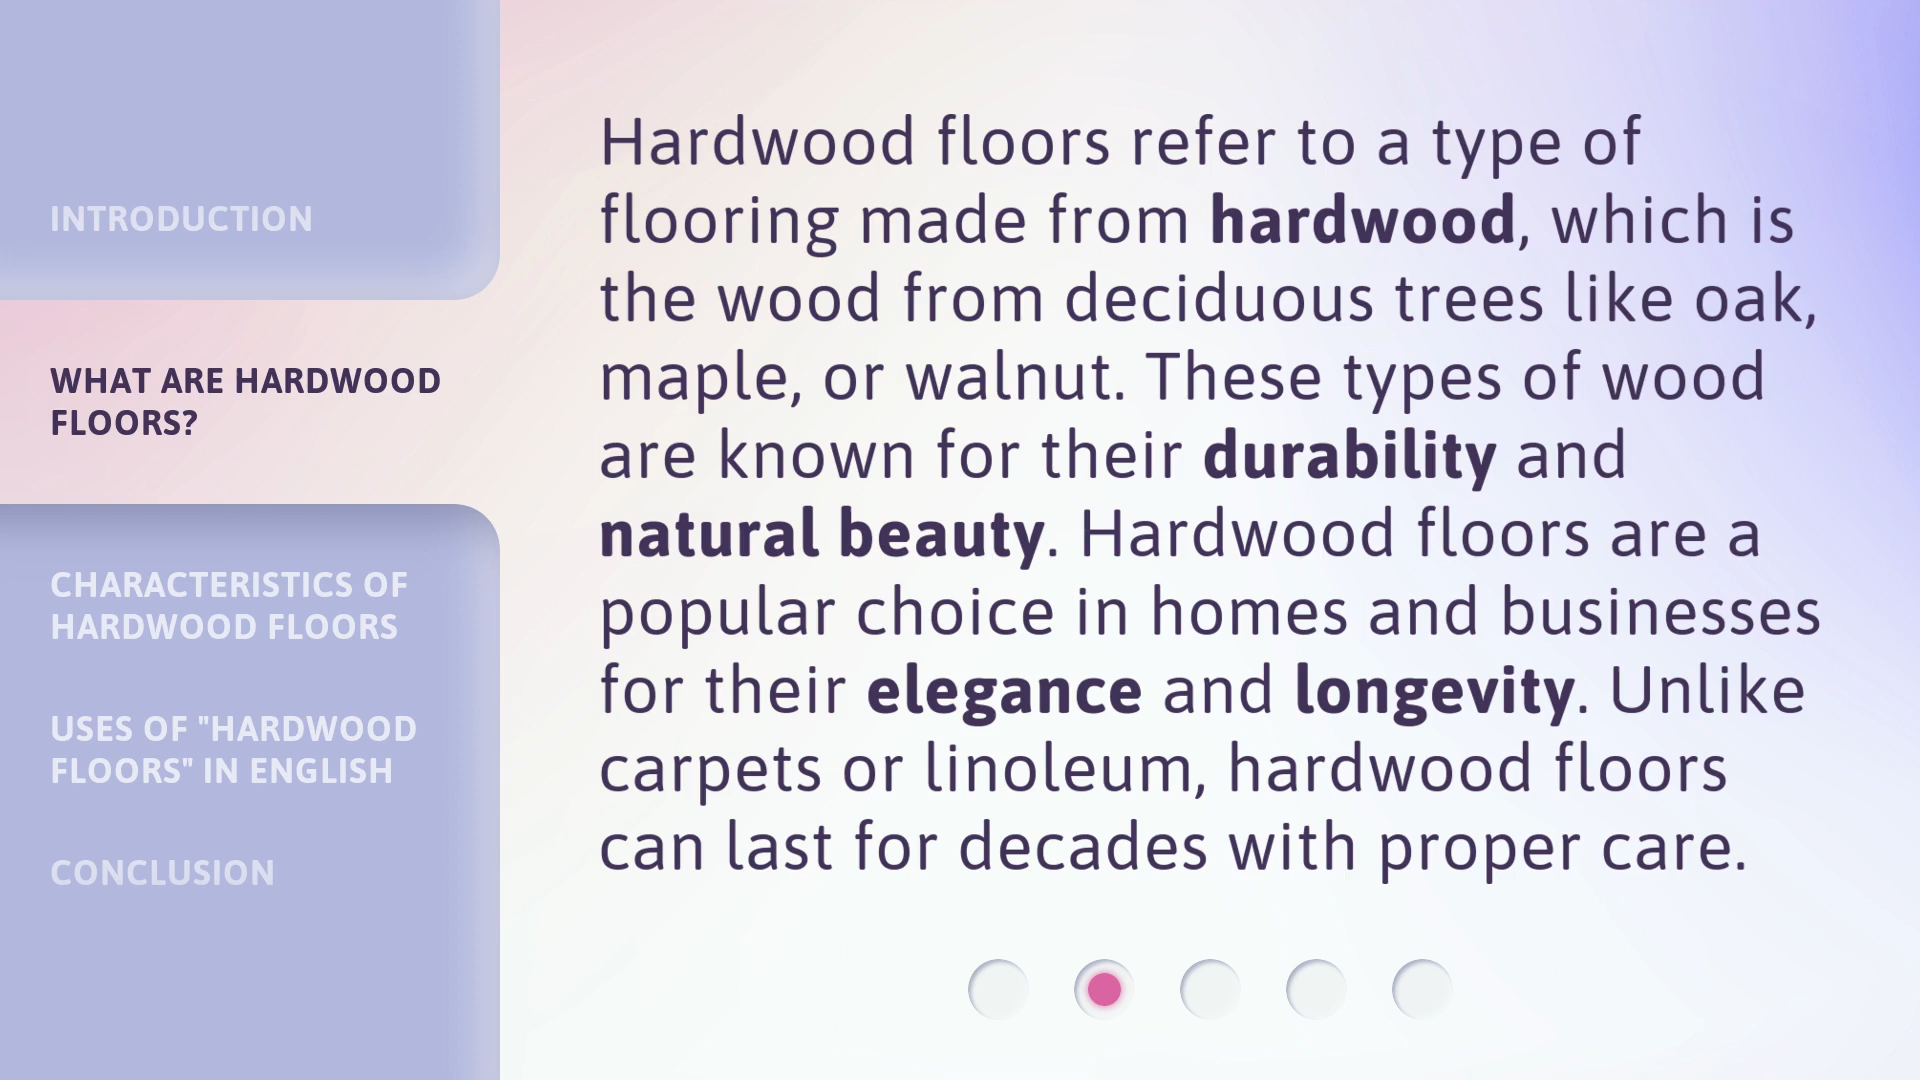 INTRODUCTION
WHAT ARE HARDWOOD
FLOORS?
CHARACTERISTICS OF
HARDWOOD FLOORS
USES OF "HARDWOOD
FLOORS" IN ENGLISH
CONCLUSION
Hardwood floors refer to a type of
flooring made from hardwood, which is
the wood from deciduous trees like oak,
maple, or walnut. These types of wood
are known for their durability and
natural beauty. Hardwood floors are a
popular choice in homes and businesses
for their elegance and longevity. Unlike
carpets or linoleum, hardwood floors
can last for decades with proper care.